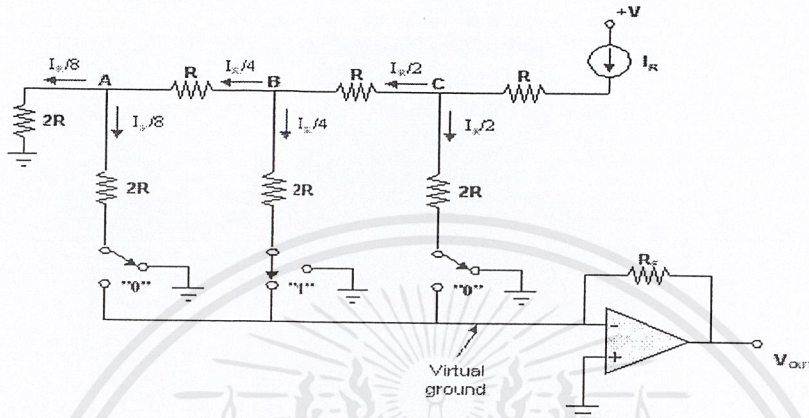 +V
I_R/8 A R I_R/4 B R I_R/2 C R I_R
2R I_R/8 I_R/4 I_R/2
2R 2R 2R
"0" "1" "0" R_F
- 
+
V_OUT
Virtual
ground